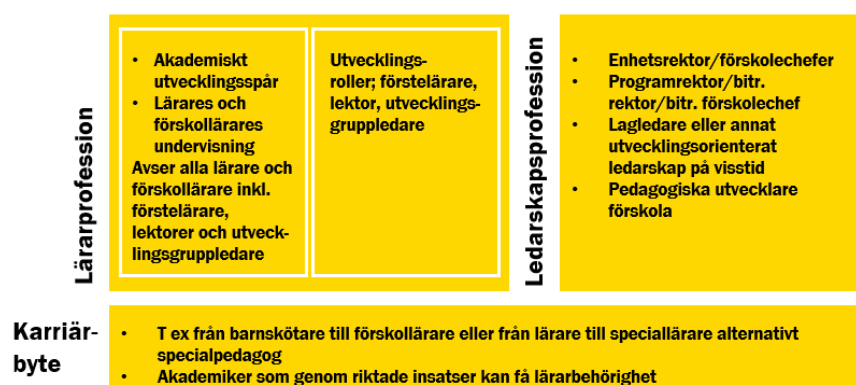 Lärarprofession
• Akademiskt
utvecklingsspår
• Lärares och
förskollärares
undervisning
Avser alla lärare och
förskollärare inkl.
förstelärare,
lektorer och utveck-
lingsgruppledare
Utvecklings-
roller; förstelärare,
lektor, utvecklings-
gruppledare
Ledarskapsprofession
• Enhetsrektor/förskolechefer
• Programrektor/bitr.
rektor/bitr. förskolechef
• Lagledare eller annat
utvecklingsorienterat
ledarskap på visstid
• Pedagogiska utvecklare
förskola
Karriär-
byte
• T ex från barnskötare till förskollärare eller från lärare till speciallärare alternativt
specialpedagog
• Akademiker som genom riktade insatser kan få lärarbehörighet